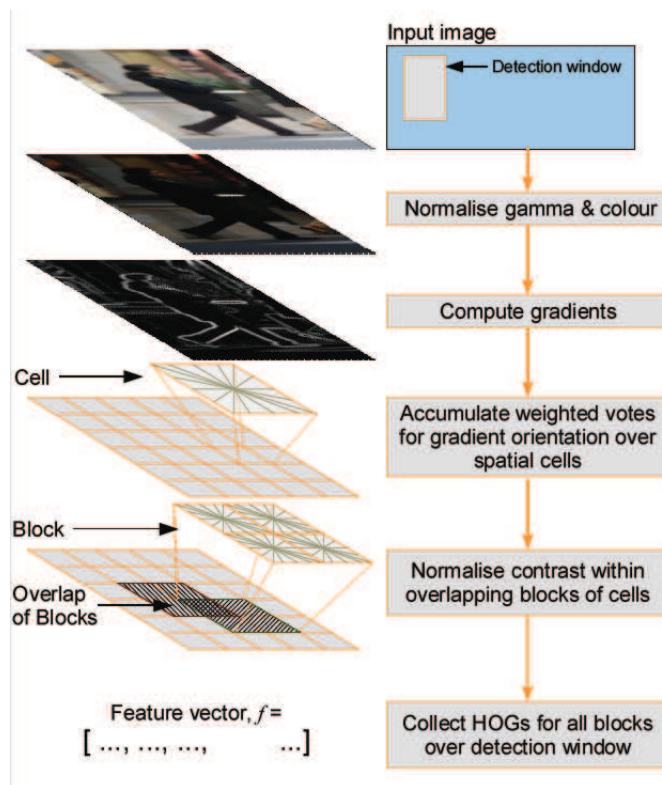 Input image
Detection window
Normalise gamma & colour
Compute gradients
Cell
Accumulate weighted votes
for gradient orientation over
spatial cells
Block
Overlap
of Blocks
Normalise contrast within
overlapping blocks of cells
Feature vector, f =
[ ..., ..., ..., ...]
Collect HOGs for all blocks
over detection window